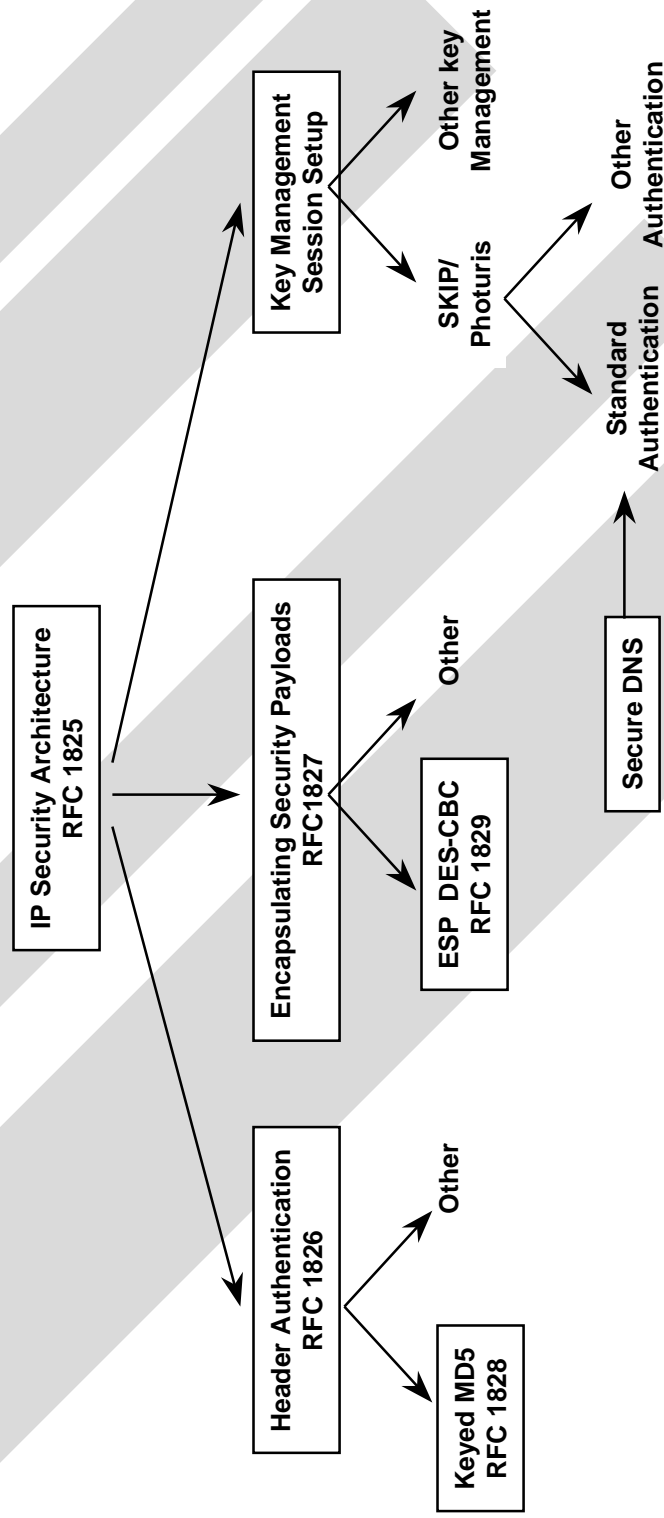 IP Security Architecture
RFC 1825
Header Authentication
RFC 1826
Encapsulating Security Payloads
RFC1827
Key Management
Session Setup
Keyed MD5
RFC 1828
Other
ESP DES-CBC
RFC 1829
Other
SKIP/
Photuris
Other key
Management
Secure DNS
Standard
Authentication
Other
Authentication